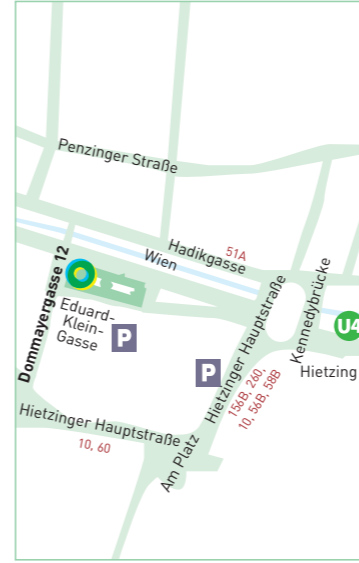 Penzinger Straße
51A
Hadikgasse
Wien
Dommayergasse 12
Eduard-
Klein-
Gasse
P
P
Hietzinger Hauptstraße
Kennedybrücke
U4
Hietzing
156B, 260,
10, 56B, 58B
Hietzinger Hauptstraße
10, 60
Am Platz